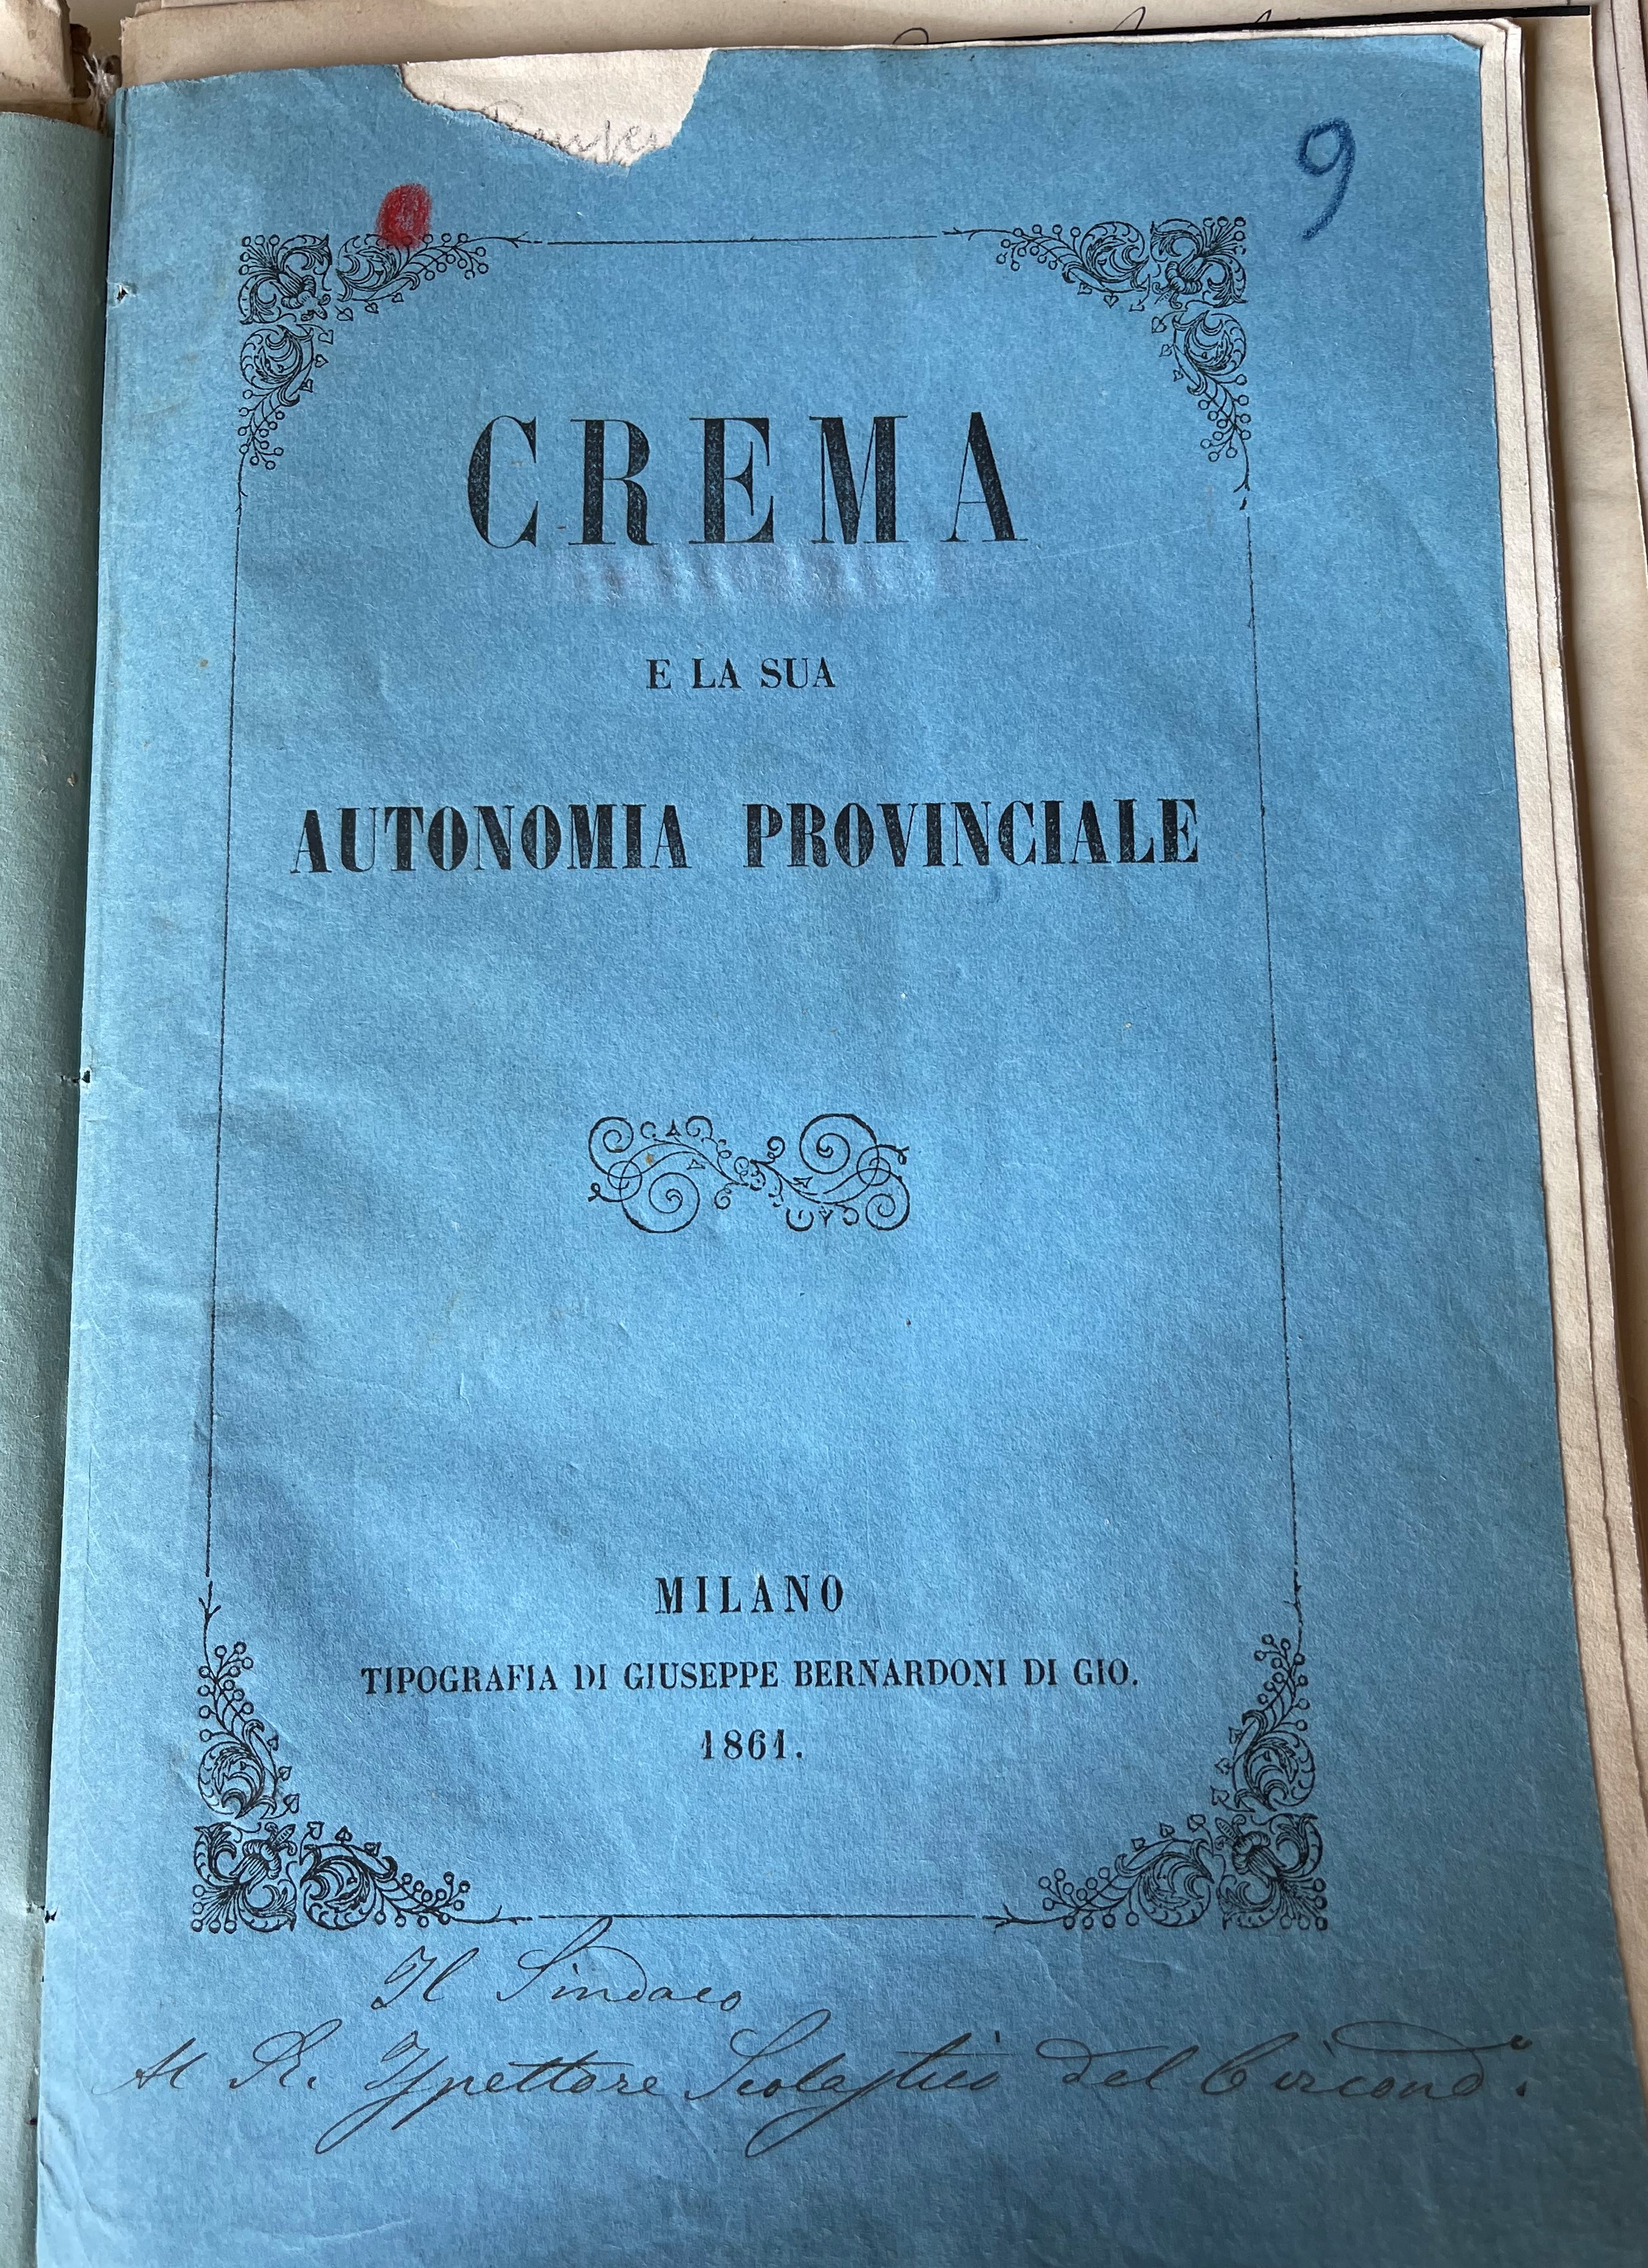 9
CREMA
E LA SUA
AUTONOMIA PROVINCIALE
MILANO
TIPOGRAFIA DI GIUSEPPE BERNARDONI DI GIO.
1861.
Il Sindaco
Al R. Ispettore Scolastico del Circond.o